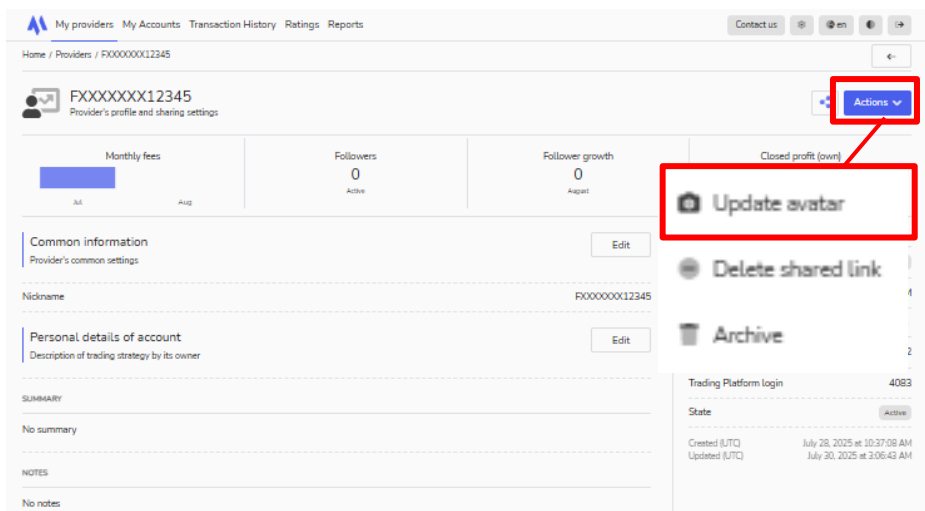 My providers My Accounts Transaction History Ratings Reports
Contact us en
Home / Providers / FXXXXXXX12345
FXXXXXXX12345
Provider's profile and sharing settings
Actions
Monthly fees
Jul Aug
Followers
0
Active
Follower growth
0
August
Closed profit (own)
Update avatar
Delete shared link
Archive
Common information
Provider's common settings
Edit
Nickname FXXXXXXX12345
Personal details of account
Description of trading strategy by its owner
Edit
SUMMARY
No summary
NOTES
No notes
Trading Platform login 4083
State Active
Created (UTC) July 28, 2025 at 10:37:08 AM
Updated (UTC) July 30, 2025 at 3:06:43 AM